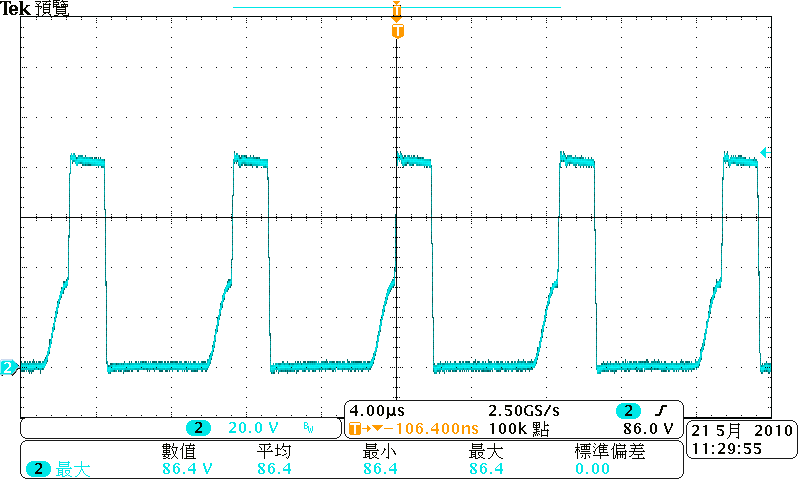 Tek 預覽
T
T
2
2 20.0 V BW
4.00μs 2.50GS/s 2
T→▼−106.400ns 100k 點 86.0 V
21 5月 2010
11:29:55
數值 平均 最小 最大 標準偏差
2 最大 86.4 V 86.4 86.4 86.4 0.00